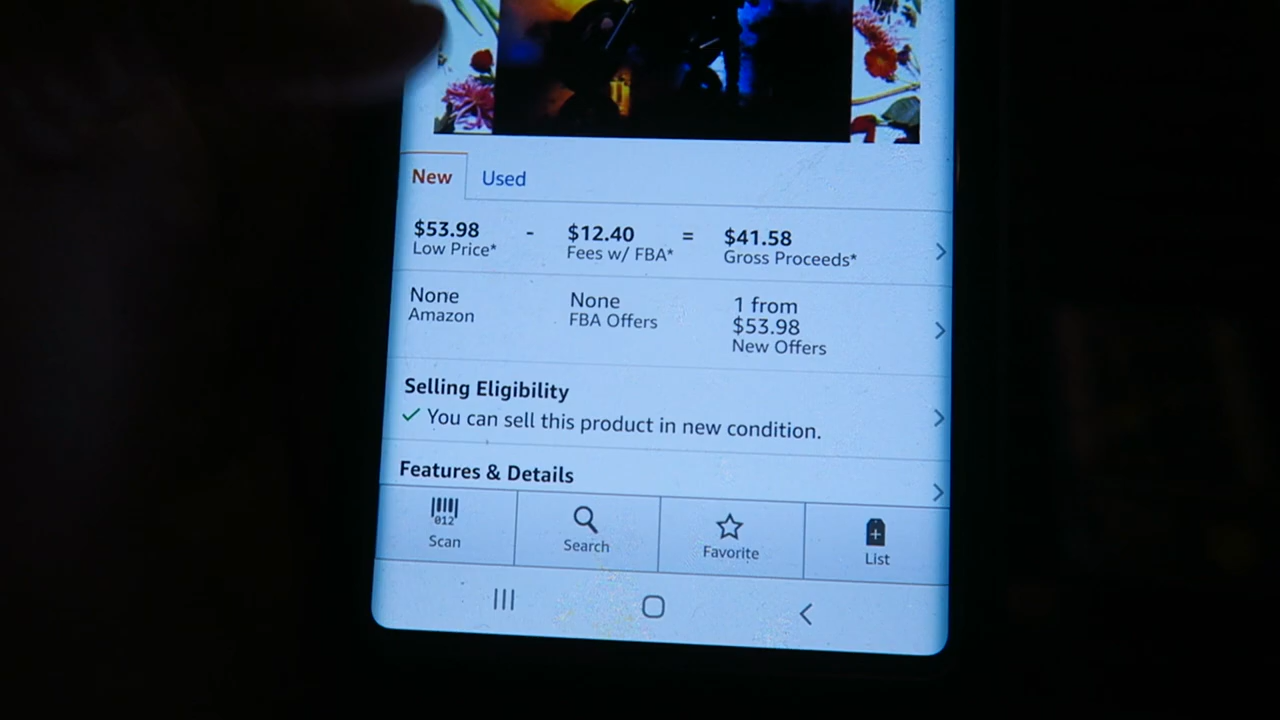 New Used
$53.98 - $12.40 = $41.58
Low Price* Fees w/ FBA* Gross Proceeds*
None None 1 from
Amazon FBA Offers $53.98
New Offers
Selling Eligibility
You can sell this product in new condition.
Features & Details
012
Scan Search Favorite List